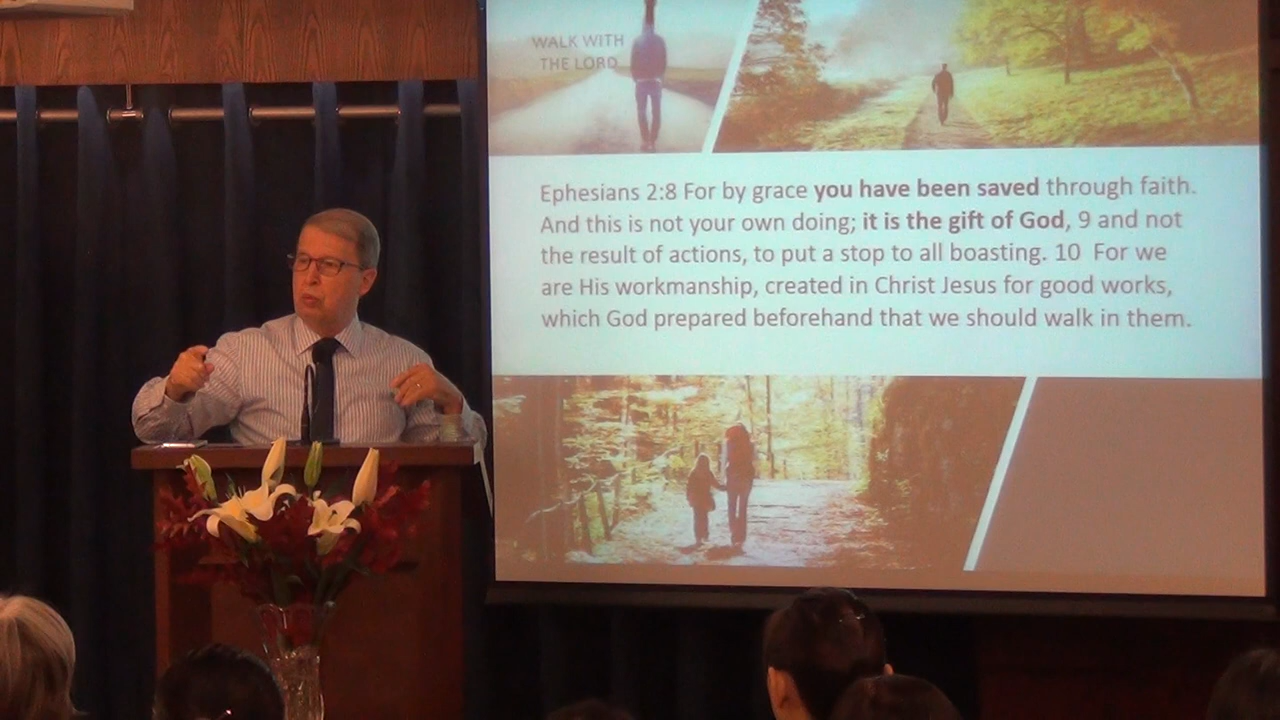 WALK WITH
THE LORD
Ephesians 2:8 For by grace you have been saved through faith.
And this is not your own doing; it is the gift of God, 9 and not
the result of actions, to put a stop to all boasting. 10 For we
are His workmanship, created in Christ Jesus for good works,
which God prepared beforehand that we should walk in them.